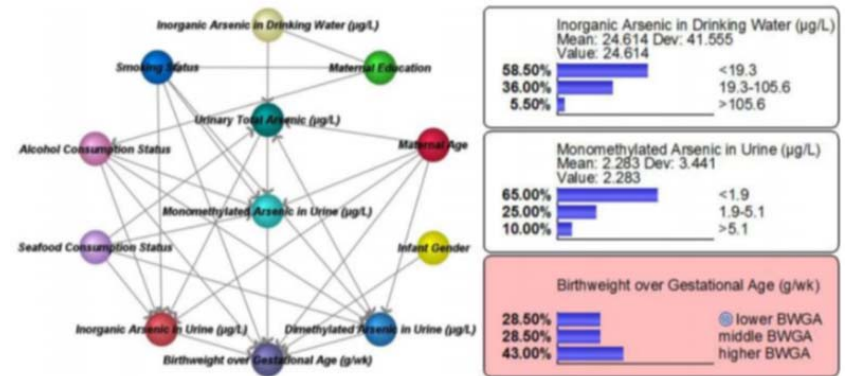 Inorganic Arsenic in Drinking Water (µg/L)
Smoking Status
Maternal Education
Urinary Total Arsenic (µg/L)
Alcohol Consumption Status
Maternal Age
Monomethylated Arsenic in Urine (µg/L)
Seafood Consumption Status
Infant Gender
Inorganic Arsenic in Urine (µg/L)
Dimethylated Arsenic in Urine (µg/L)
Birthweight over Gestational Age (g/wk)
Inorganic Arsenic in Drinking Water (µg/L)
Mean: 24.614 Dev: 41.555
Value: 24.614
58.50% <19.3
36.00% 19.3-105.6
5.50% >105.6
Monomethylated Arsenic in Urine (µg/L)
Mean: 2.283 Dev: 3.441
Value: 2.283
65.00% <1.9
25.00% 1.9-5.1
10.00% >5.1
Birthweight over Gestational Age (g/wk)
28.50% lower BWGA
28.50% middle BWGA
43.00% higher BWGA